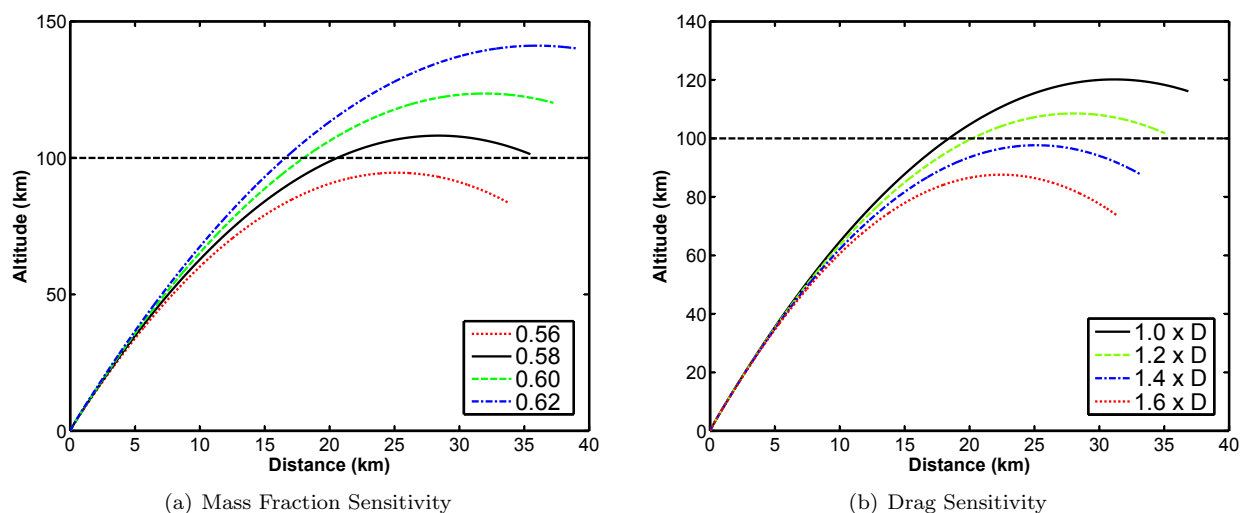 150
100
50
0
0 5 10 15 20 25 30 35 40
Altitude (km)
Distance (km)
0.56
0.58
0.60
0.62
(a) Mass Fraction Sensitivity
140
120
100
80
60
40
20
0
0 5 10 15 20 25 30 35 40
Altitude (km)
Distance (km)
1.0 x D
1.2 x D
1.4 x D
1.6 x D
(b) Drag Sensitivity